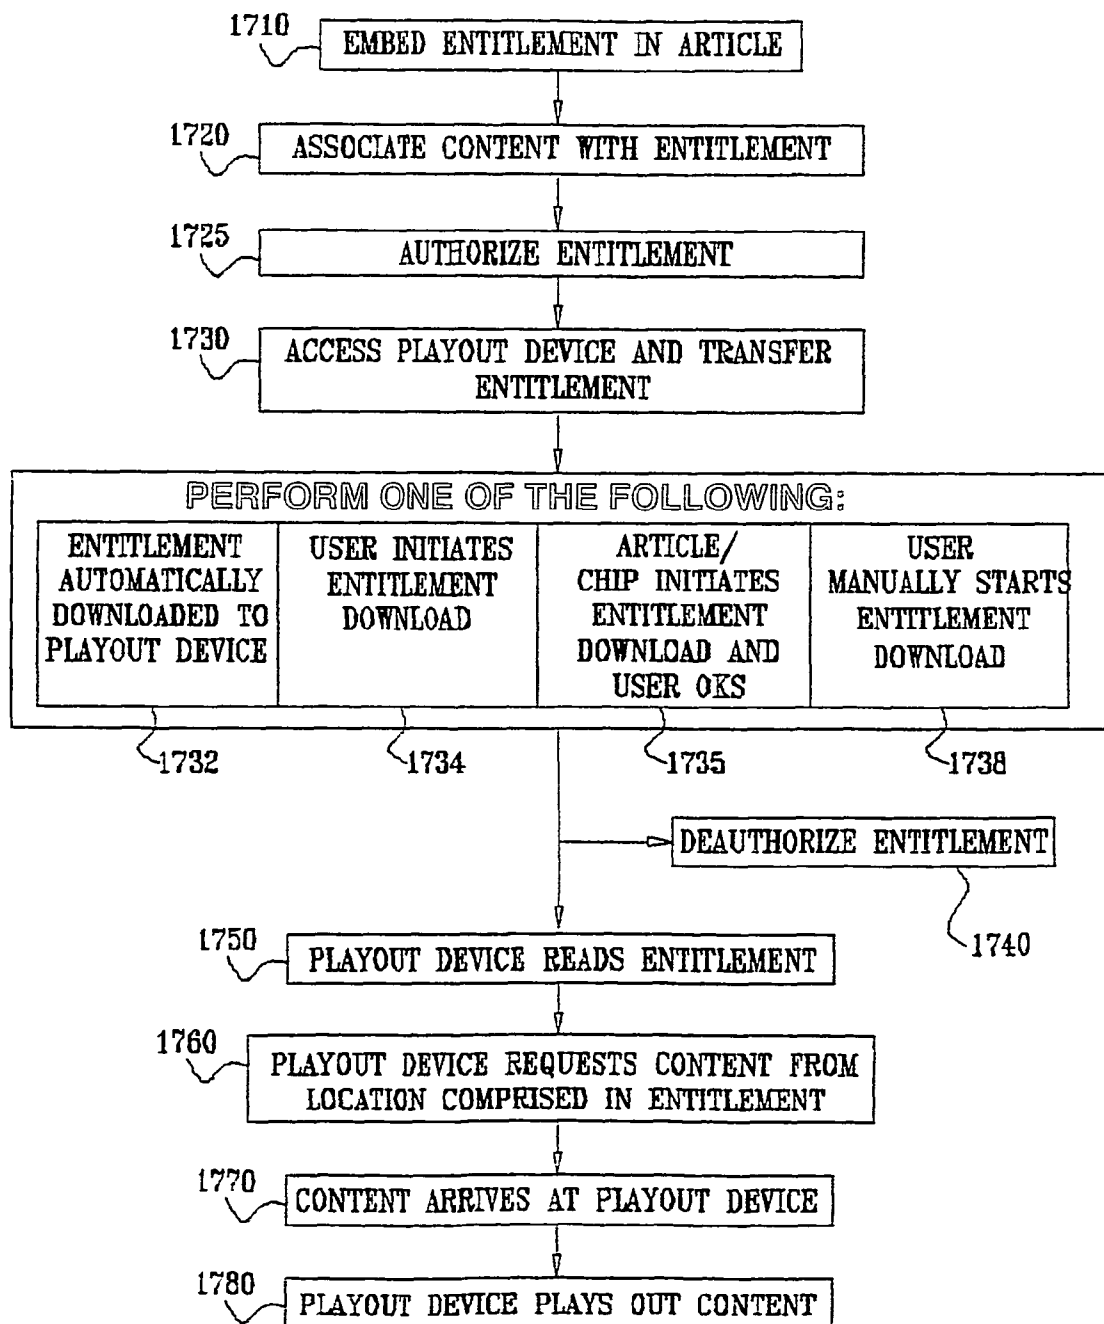 1710
EMBED ENTITLEMENT IN ARTICLE
1720
ASSOCIATE CONTENT WITH ENTITLEMENT
1725
AUTHORIZE ENTITLEMENT
1730
ACCESS PLAYOUT DEVICE AND TRANSFER
ENTITLEMENT
PERFORM ONE OF THE FOLLOWING:
ENTITLEMENT
AUTOMATICALLY
DOWNLOADED TO
PLAYOUT DEVICE
USER INITIATES
ENTITLEMENT
DOWNLOAD
ARTICLE/
CHIP INITIATES
ENTITLEMENT
DOWNLOAD AND
USER OKS
USER
MANUALLY STARTS
ENTITLEMENT
DOWNLOAD
1732
1734
1735
1738
DEAUTHORIZE ENTITLEMENT
1740
1750
PLAYOUT DEVICE READS ENTITLEMENT
1760
PLAYOUT DEVICE REQUESTS CONTENT FROM
LOCATION COMPRISED IN ENTITLEMENT
1770
CONTENT ARRIVES AT PLAYOUT DEVICE
1780
PLAYOUT DEVICE PLAYS OUT CONTENT